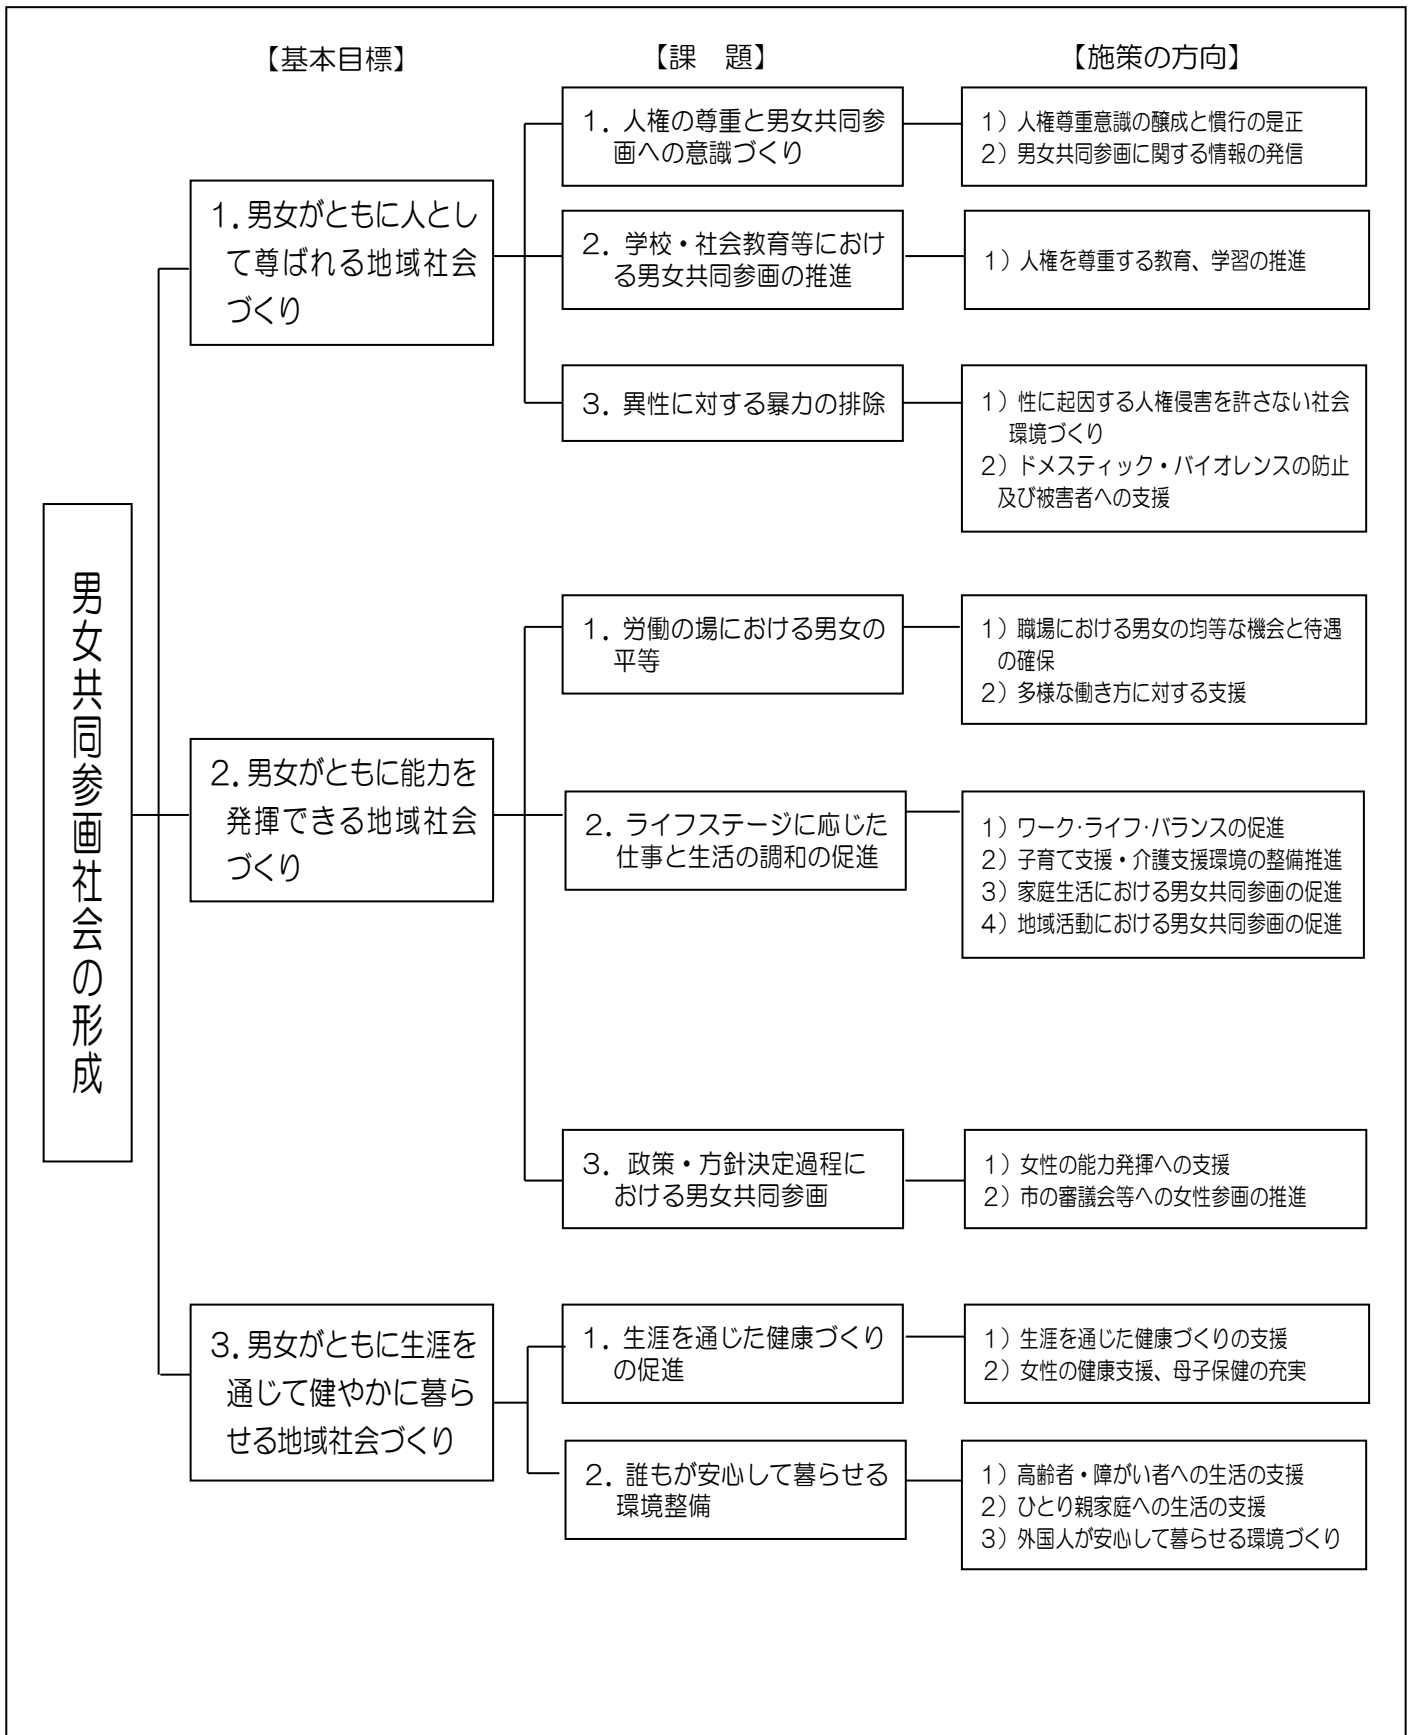 【基本目標】
【課　題】
【施策の方向】
男女共同参画社会の形成
1．男女がともに人とし
て尊ばれる地域社会
づくり
1．人権の尊重と男女共同参
画への意識づくり
1）人権尊重意識の醸成と慣行の是正
2）男女共同参画に関する情報の発信
2．学校・社会教育等におけ
る男女共同参画の推進
1）人権を尊重する教育、学習の推進
3．異性に対する暴力の排除
1）性に起因する人権侵害を許さない社会
環境づくり
2）ドメスティック・バイオレンスの防止
及び被害者への支援
2．男女がともに能力を
発揮できる地域社会
づくり
1．労働の場における男女の
平等
1）職場における男女の均等な機会と待遇
の確保
2）多様な働き方に対する支援
2．ライフステージに応じた
仕事と生活の調和の促進
1）ワーク・ライフ・バランスの促進
2）子育て支援・介護支援環境の整備推進
3）家庭生活における男女共同参画の促進
4）地域活動における男女共同参画の促進
3．政策・方針決定過程に
おける男女共同参画
1）女性の能力発揮への支援
2）市の審議会等への女性参画の推進
3．男女がともに生涯を
通じて健やかに暮ら
せる地域社会づくり
1．生涯を通じた健康づくり
の促進
1）生涯を通じた健康づくりの支援
2）女性の健康支援、母子保健の充実
2．誰もが安心して暮らせる
環境整備
1）高齢者・障がい者への生活の支援
2）ひとり親家庭への生活の支援
3）外国人が安心して暮らせる環境づくり